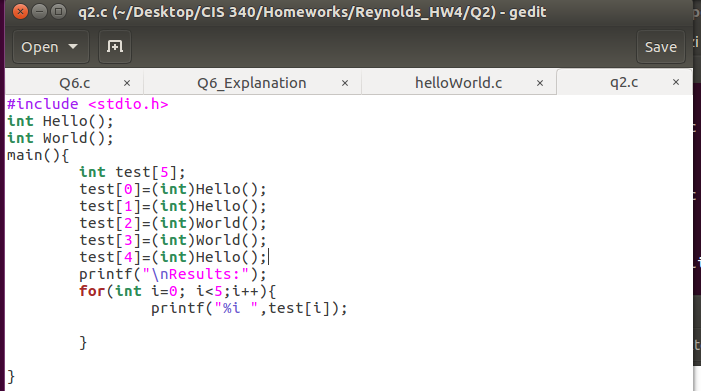 q2.c (~/Desktop/CIS 340/Homeworks/Reynolds_HW4/Q2) - gedit
Open Save
Q6.c × Q6_Explanation × helloWorld.c × q2.c ×
#include <stdio.h>
int Hello();
int World();
main(){
        int test[5];
        test[0]=(int)Hello();
        test[1]=(int)Hello();
        test[2]=(int)World();
        test[3]=(int)World();
        test[4]=(int)Hello();
        printf("\nResults:");
        for(int i=0; i<5;i++){
                printf("%i ",test[i]);
        }
}